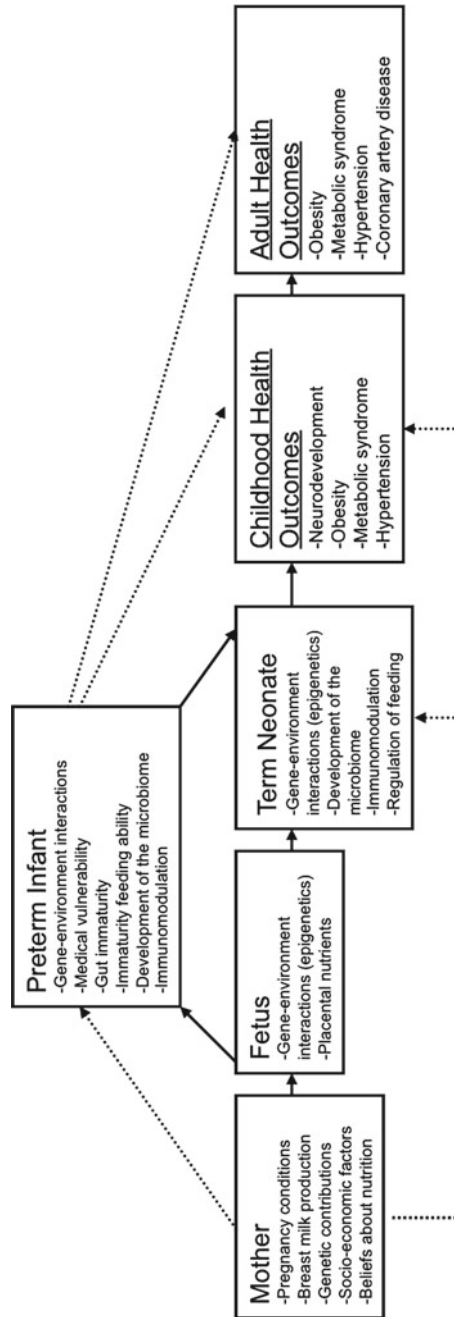 Mother
-Pregnancy conditions
-Breast milk production
-Genetic contributions
-Socio-economic factors
-Beliefs about nutrition
Fetus
-Gene-environment
interactions (epigenetics)
-Placental nutrients
Preterm Infant
-Gene-environment interactions
-Medical vulnerability
-Gut immaturity
-Immaturity feeding ability
-Development of the microbiome
-Immunomodulation
Term Neonate
-Gene-environment
interactions (epigenetics)
-Development of the
microbiome
-Immunomodulation
-Regulation of feeding
Childhood Health
Outcomes
-Neurodevelopment
-Obesity
-Metabolic syndrome
-Hypertension
Adult Health
Outcomes
-Obesity
-Metabolic syndrome
-Hypertension
-Coronary artery disease